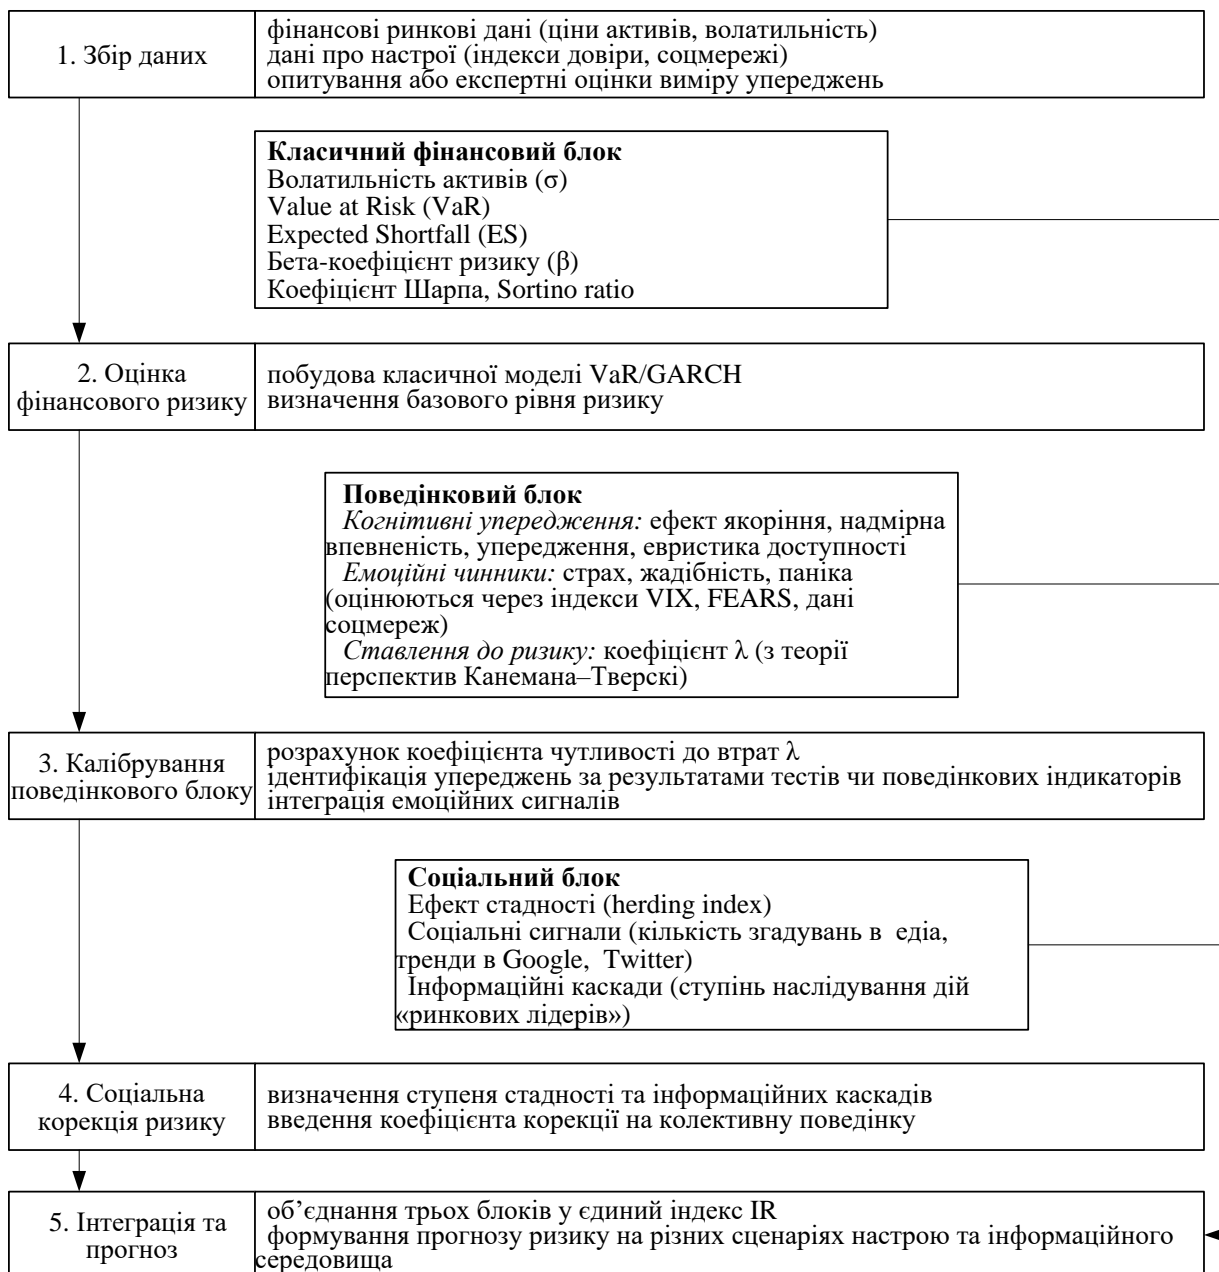 1. Збір даних
фінансові ринкові дані (ціни активів, волатильність)
дані про настрої (індекси довіри, соцмережі)
опитування або експертні оцінки виміру упереджень
Класичний фінансовий блок
Волатильність активів (σ)
Value at Risk (VaR)
Expected Shortfall (ES)
Бета-коефіцієнт ризику (β)
Коефіцієнт Шарпа, Sortino ratio
2. Оцінка
фінансового ризику
побудова класичної моделі VaR/GARCH
визначення базового рівня ризику
Поведінковий блок
Когнітивні упередження: ефект якоріння, надмірна
впевненість, упередження, евристика доступності
Емоційні чинники: страх, жадібність, паніка
(оцінюються через індекси VIX, FEARS, дані
соцмереж)
Ставлення до ризику: коефіцієнт λ (з теорії
перспектив Канемана–Тверскі)
3. Калібрування
поведінкового блоку
розрахунок коефіцієнта чутливості до втрат λ
ідентифікація упереджень за результатами тестів чи поведінкових індикаторів
інтеграція емоційних сигналів
Соціальний блок
Ефект стадності (herding index)
Соціальні сигнали (кількість згадувань в  едіа,
тренди в Google,  Twitter)
Інформаційні каскади (ступінь наслідування дій
«ринкових лідерів»)
4. Соціальна
корекція ризику
визначення ступеня стадності та інформаційних каскадів
введення коефіцієнта корекції на колективну поведінку
5. Інтеграція та
прогноз
об’єднання трьох блоків у єдиний індекс IR
формування прогнозу ризику на різних сценаріях настрою та інформаційного
середовища